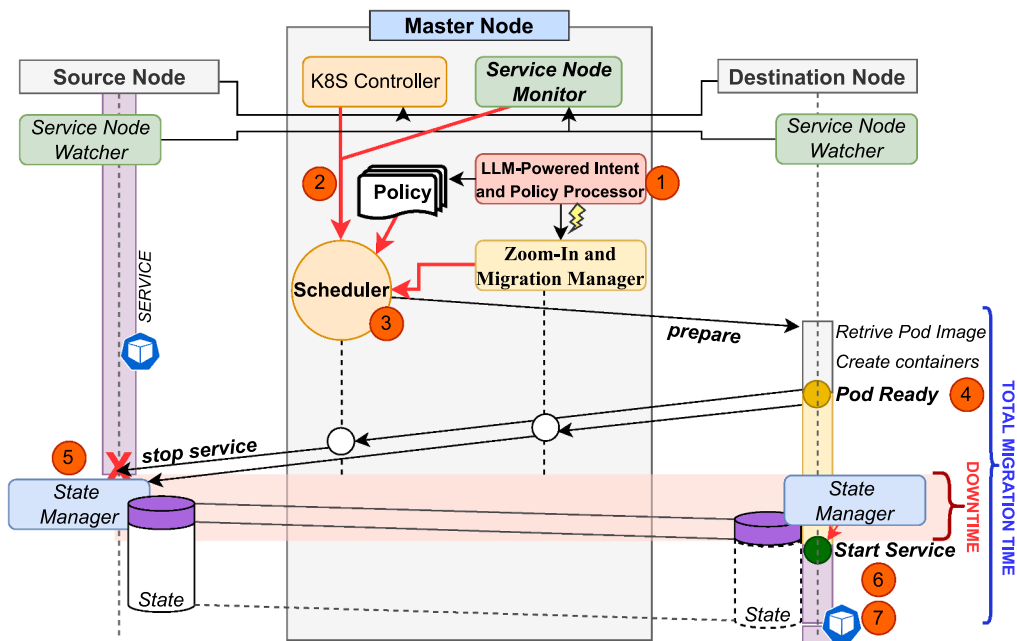 Master Node
Source Node
K8S Controller
Service Node
Monitor
Destination Node
Service Node
Watcher
Service Node
Watcher
2
Policy
LLM-Powered Intent
and Policy Processor
1
Zoom-In and
Migration Manager
Scheduler
3
SERVICE
prepare
Retrive Pod Image
Create containers
Pod Ready
4
stop service
5
X
State
Manager
State
Manager
DOWNTIME
TOTAL MIGRATION TIME
Start Service
6
State
State
7